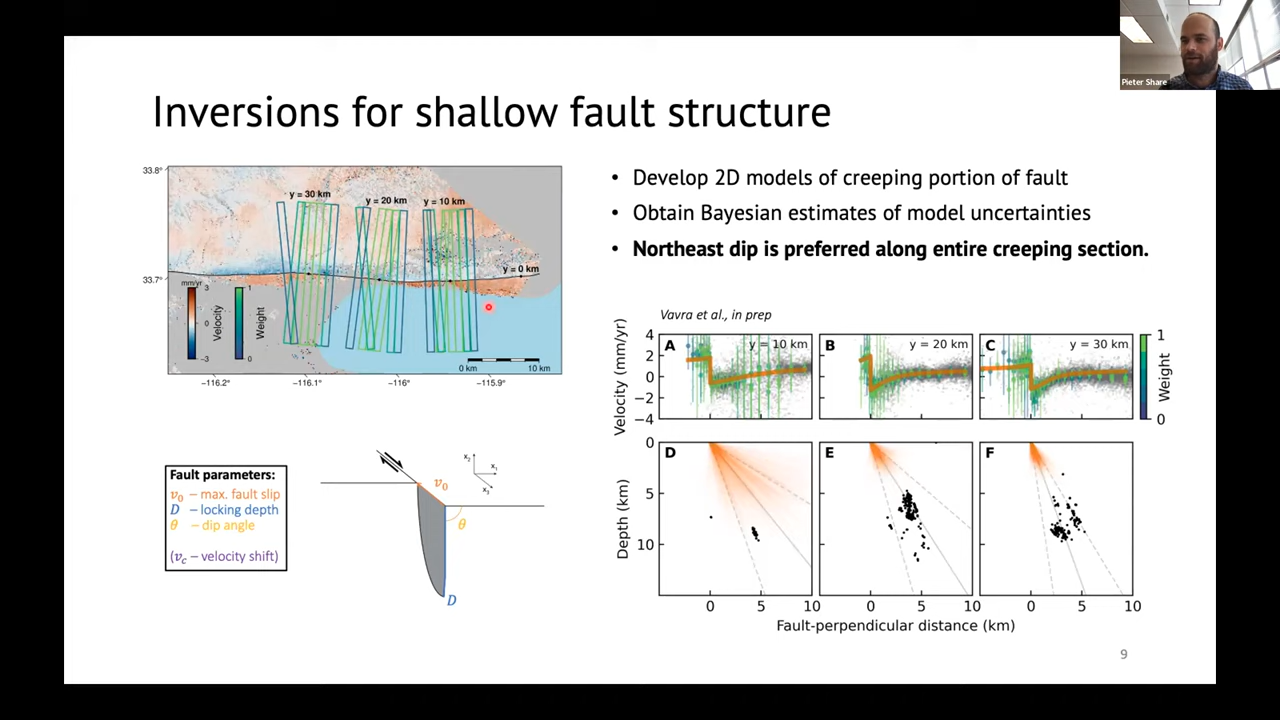 Pieter Share
Inversions for shallow fault structure
33.8°
33.7°
y = 30 km
y = 20 km
y = 10 km
y = 0 km
mm/yr
3
0
−3
Velocity
1
0
Weight
0 km 10 km
−116.2° −116.1° −116° −115.9°
• Develop 2D models of creeping portion of fault
• Obtain Bayesian estimates of model uncertainties
• Northeast dip is preferred along entire creeping section.
Vavra et al., in prep
Velocity (mm/yr)
4
2
0
−2
−4
A y = 10 km
B y = 20 km
C y = 30 km
1
0
Weight
Depth (km)
0
5
10
D
E
F
0 5 10 0 5 10 0 5 10
Fault-perpendicular distance (km)
Fault parameters:
v₀ – max. fault slip
D – locking depth
θ – dip angle
(v꜀ – velocity shift)
v₀
θ
D
x₂
x₁
x₃
9